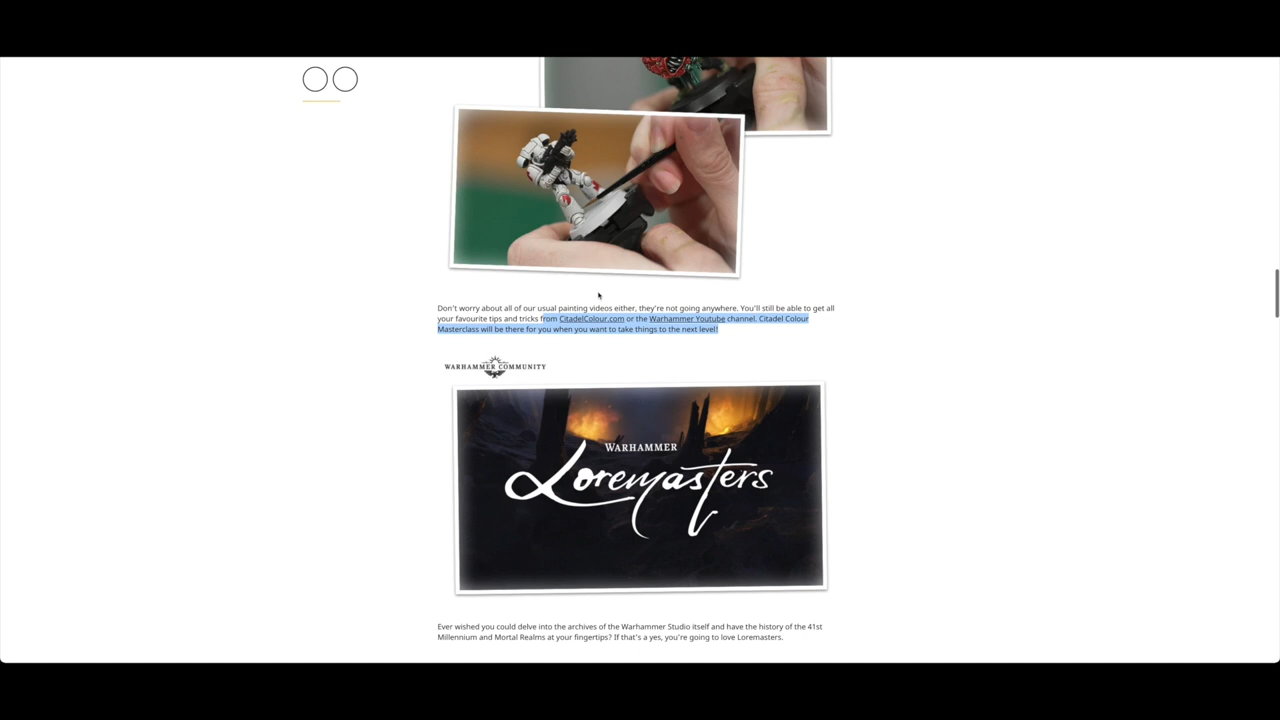 Don't worry about all of our usual painting videos either, they're not going anywhere. You'll still be able to get all
your favourite tips and tricks from CitadelColour.com or the Warhammer Youtube channel. Citadel Colour
Masterclass will be there for you when you want to take things to the next level!
WARHAMMER COMMUNITY
WARHAMMER
Loremasters
Ever wished you could delve into the archives of the Warhammer Studio itself and have the history of the 41st
Millennium and Mortal Realms at your fingertips? If that's a yes, you're going to love Loremasters.